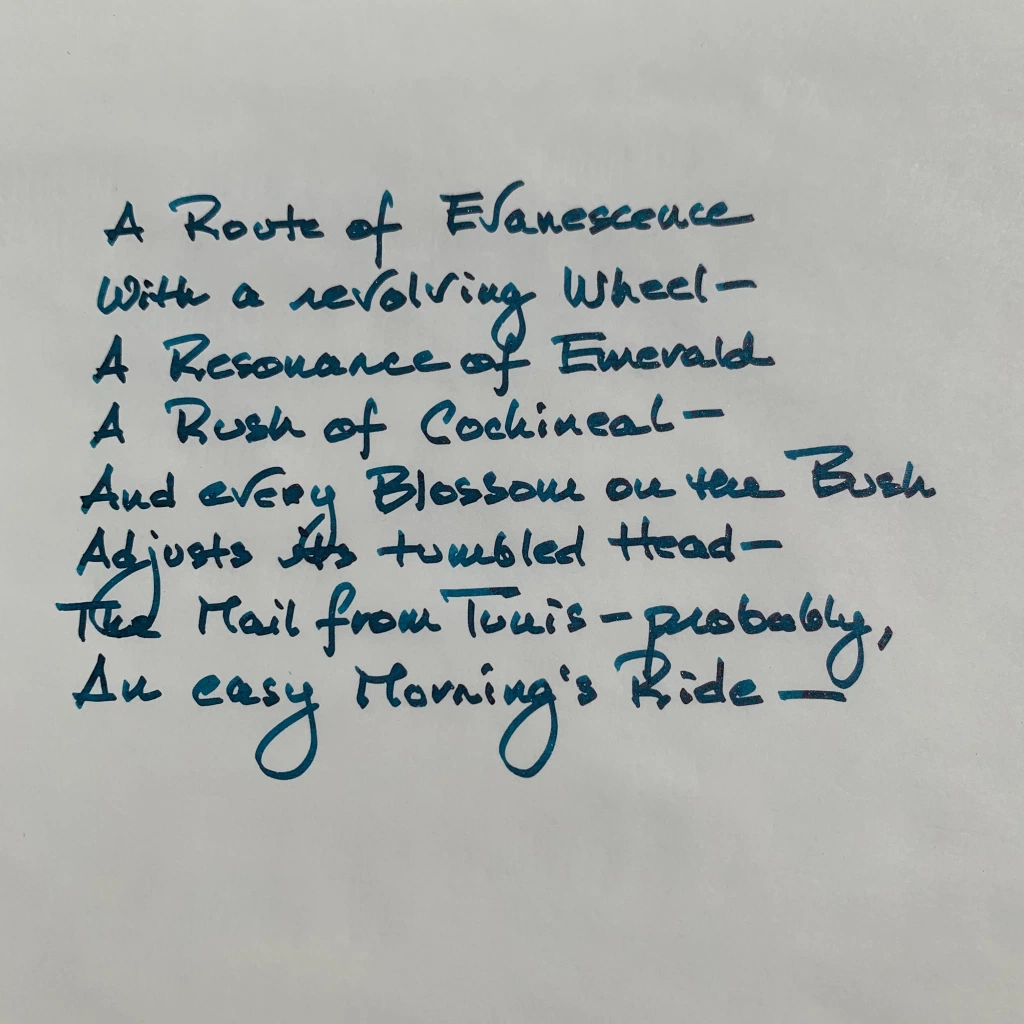 A Route of Evanescence
With a revolving Wheel –
A Resonance of Emerald
A Rush of Cochineal –
And every Blossom on the Bush
Adjusts its tumbled Head –
The Mail from Tunis – probably,
An easy Morning's Ride –